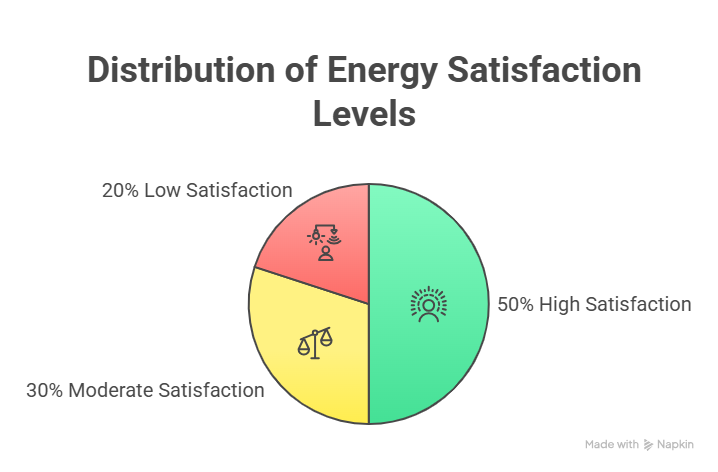 Distribution of Energy Satisfaction
Levels
20% Low Satisfaction
50% High Satisfaction
30% Moderate Satisfaction
Made with Napkin